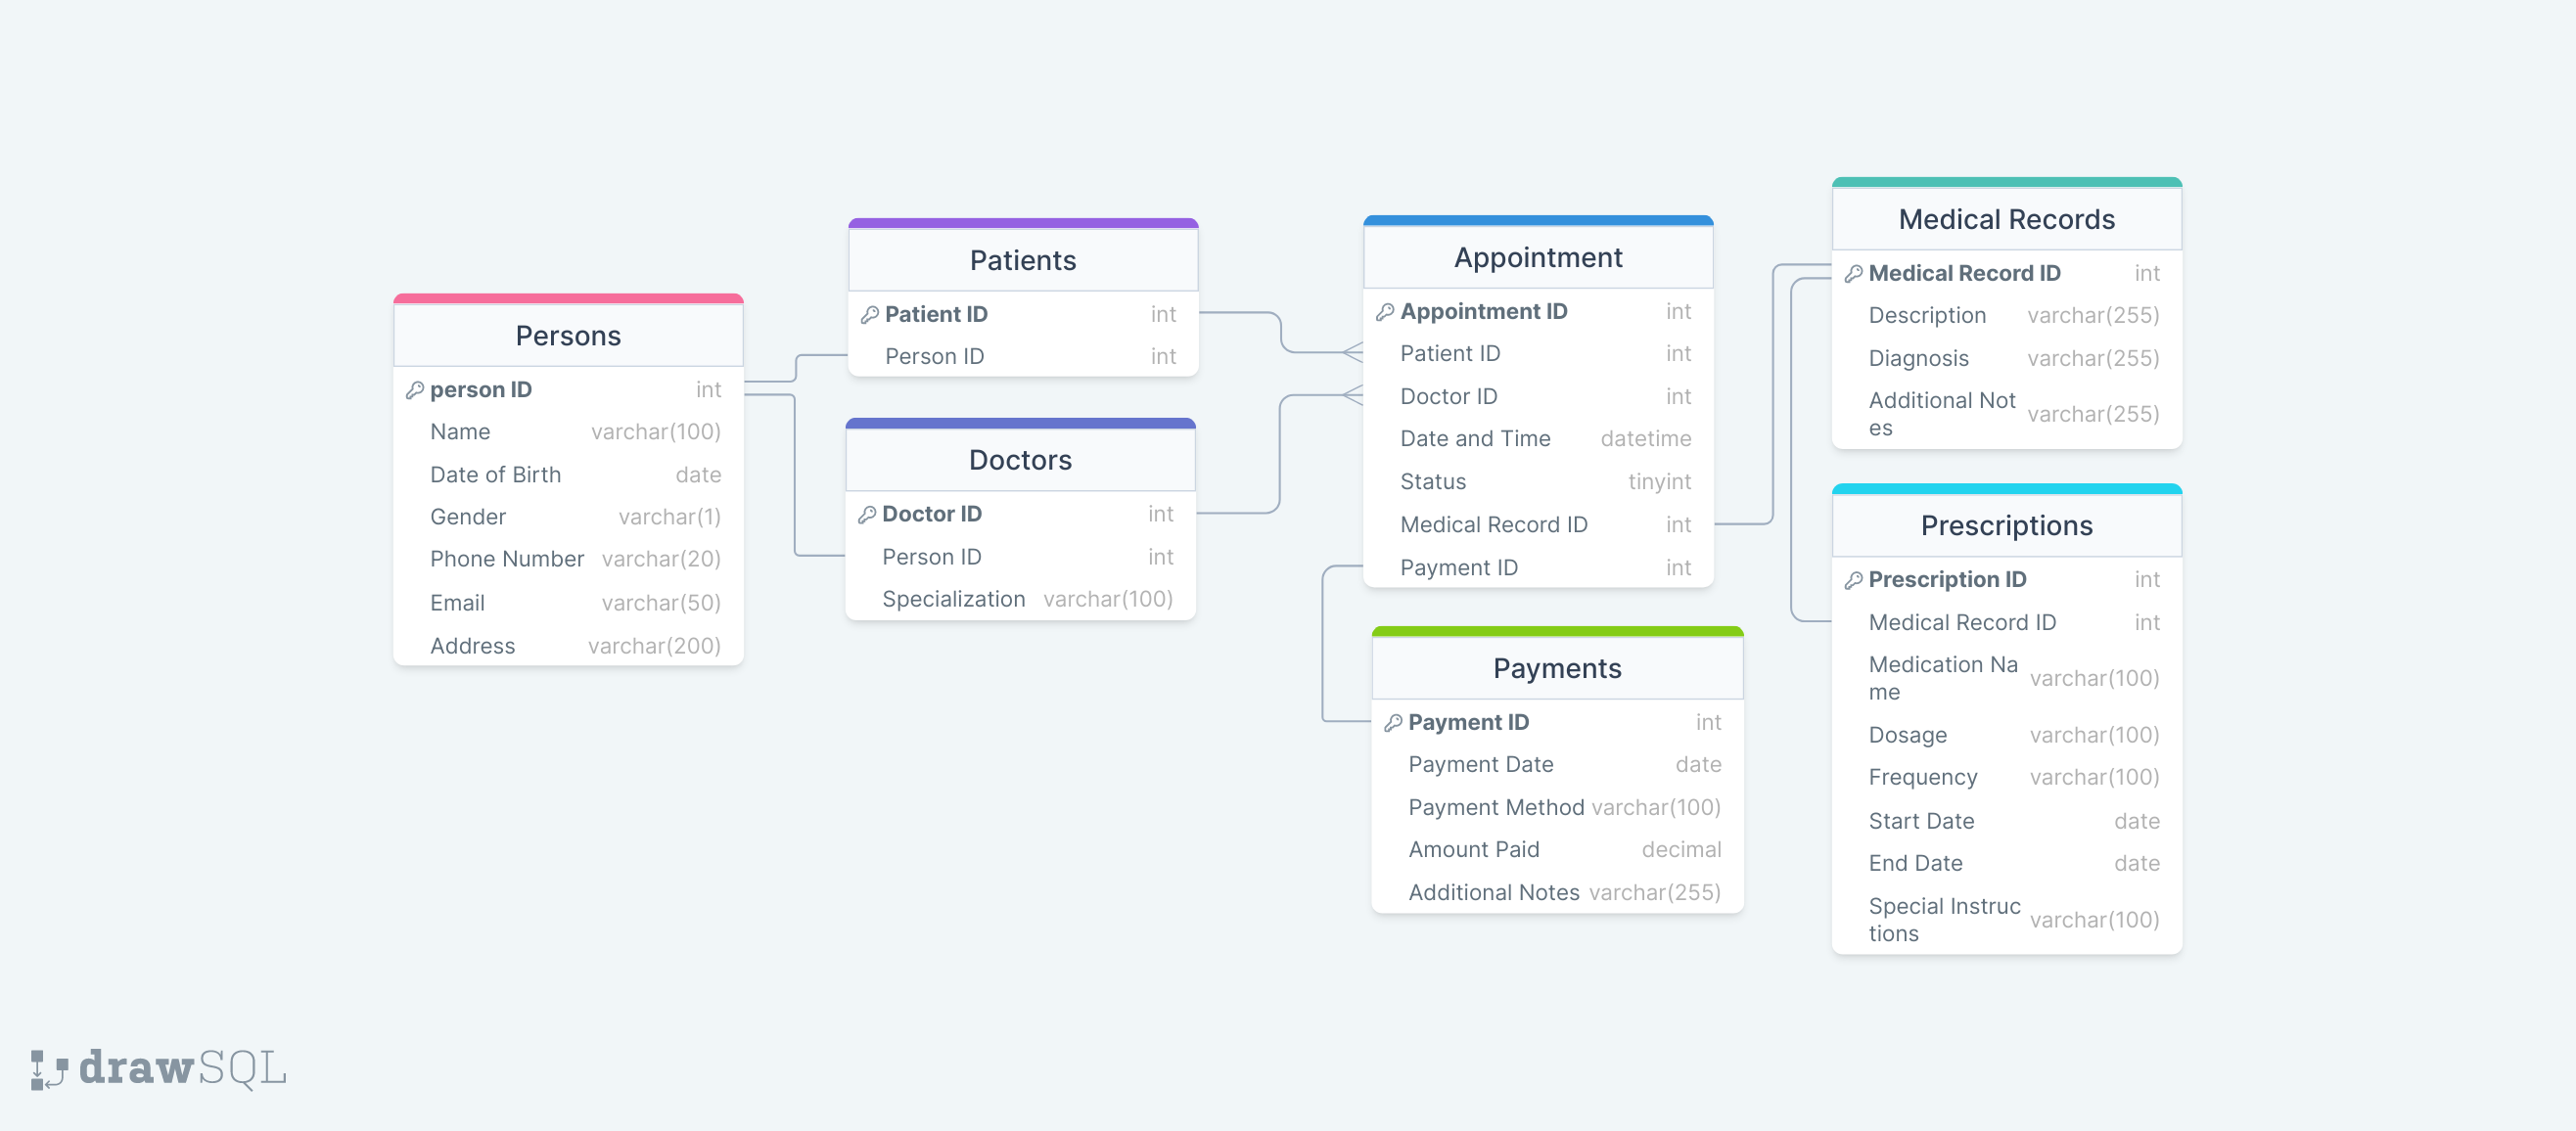 Persons
person ID int
Name varchar(100)
Date of Birth date
Gender varchar(1)
Phone Number varchar(20)
Email varchar(50)
Address varchar(200)
Patients
Patient ID int
Person ID int
Doctors
Doctor ID int
Person ID int
Specialization varchar(100)
Appointment
Appointment ID int
Patient ID int
Doctor ID int
Date and Time datetime
Status tinyint
Medical Record ID int
Payment ID int
Payments
Payment ID int
Payment Date date
Payment Method varchar(100)
Amount Paid decimal
Additional Notes varchar(255)
Medical Records
Medical Record ID int
Description varchar(255)
Diagnosis varchar(255)
Additional Not
es varchar(255)
Prescriptions
Prescription ID int
Medical Record ID int
Medication Na
me varchar(100)
Dosage varchar(100)
Frequency varchar(100)
Start Date date
End Date date
Special Instruc
tions varchar(100)
drawSQL